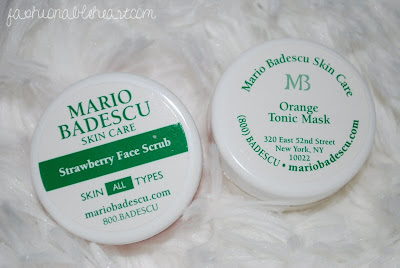 fashionableheart.com
MARIO
BADESCU
SKIN CARE
Strawberry Face Scrub
SKIN ALL TYPES
mariobadescu.com
800.BADESCU
Mario Badescu Skin Care
MB
Orange
Tonic Mask
320 East 52nd Street
New York, NY
10022
(800) BADESCU • mariobadescu.com